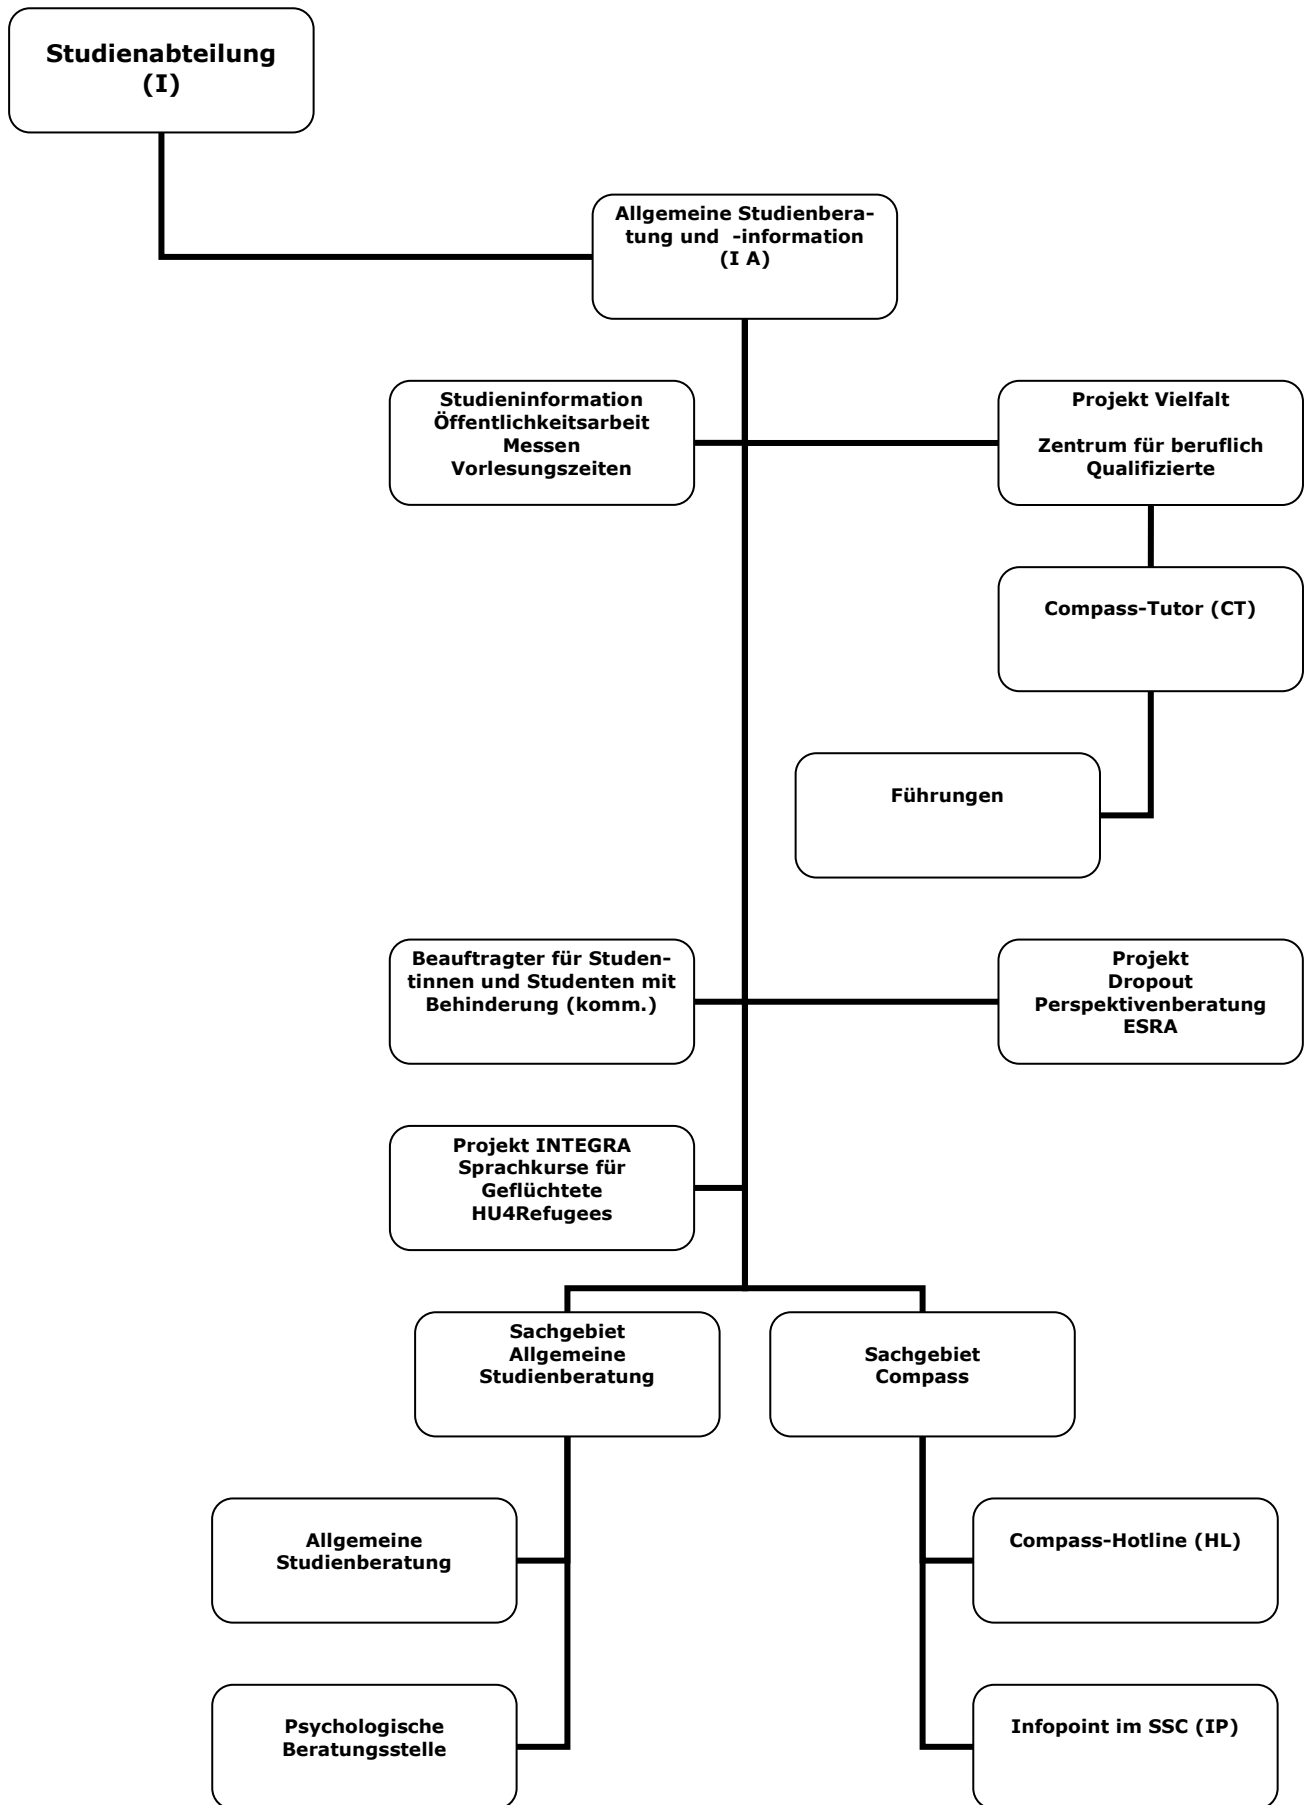 Studienabteilung
(I)
Allgemeine Studienbera-
tung und -information
(I A)
Studieninformation
Öffentlichkeitsarbeit
Messen
Vorlesungszeiten
Projekt Vielfalt
Zentrum für beruflich
Qualifizierte
Compass-Tutor (CT)
Führungen
Beauftragter für Studen-
tinnen und Studenten mit
Behinderung (komm.)
Projekt
Dropout
Perspektivenberatung
ESRA
Projekt INTEGRA
Sprachkurse für
Geflüchtete
HU4Refugees
Sachgebiet
Allgemeine
Studienberatung
Sachgebiet
Compass
Allgemeine
Studienberatung
Compass-Hotline (HL)
Psychologische
Beratungsstelle
Infopoint im SSC (IP)